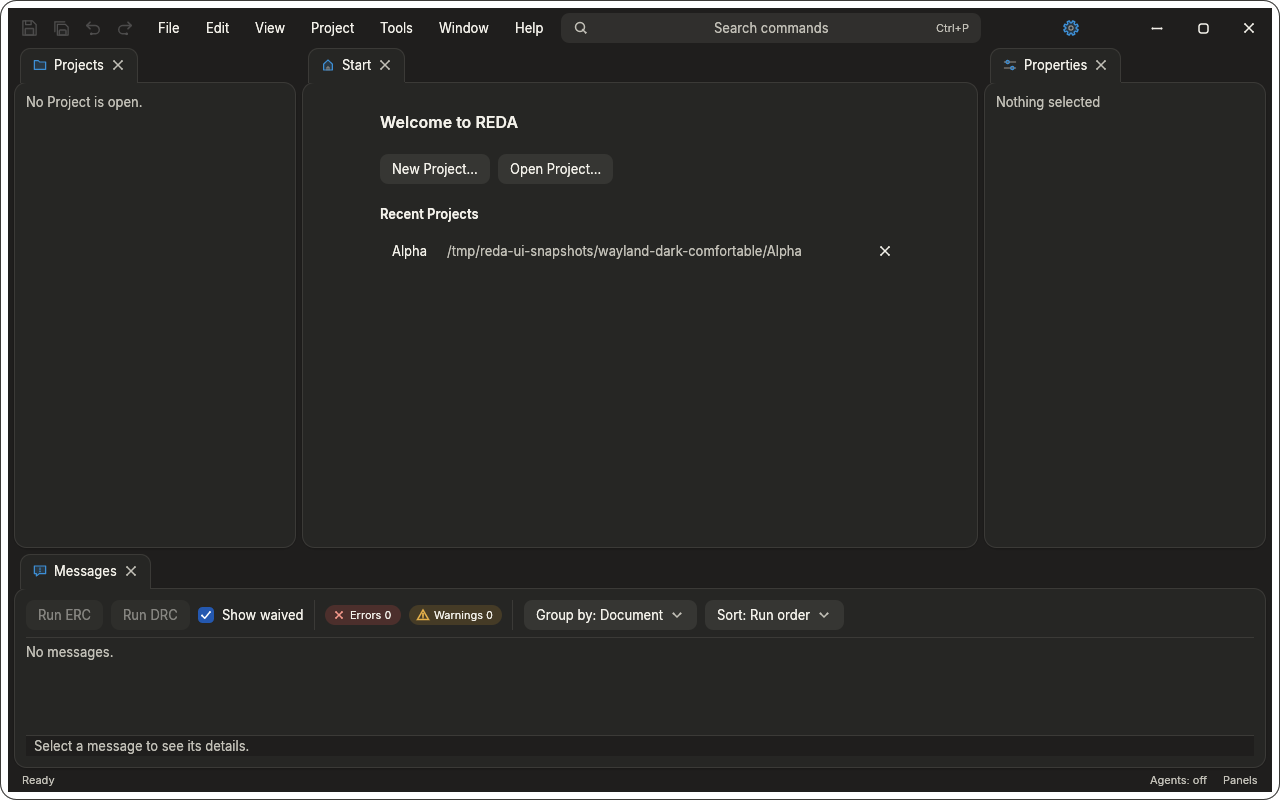 File Edit View Project Tools Window Help Search commands Ctrl+P
Projects
Start
Properties
No Project is open.
Welcome to REDA
New Project... Open Project...
Recent Projects
Alpha /tmp/reda-ui-snapshots/wayland-dark-comfortable/Alpha
Nothing selected
Messages
Run ERC Run DRC Show waived Errors 0 Warnings 0 Group by: Document Sort: Run order
No messages.
Select a message to see its details.
Ready Agents: off Panels